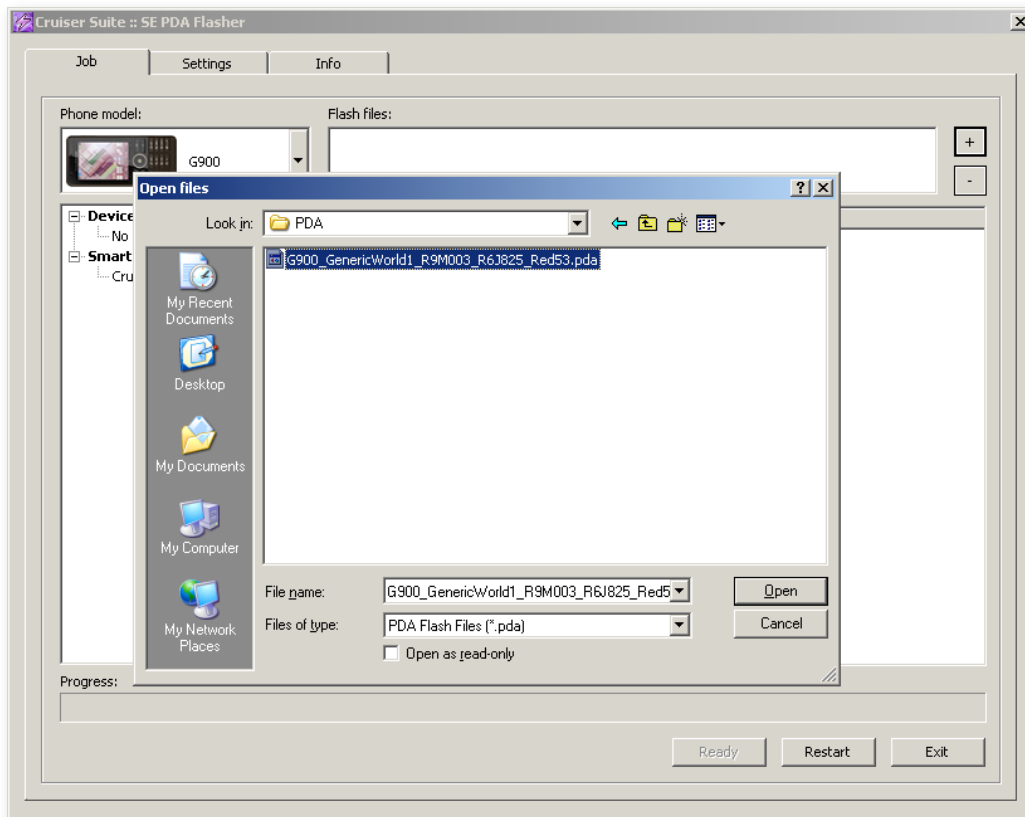 Cruiser Suite :: SE PDA Flasher
Job
Settings
Info
Phone model:
Flash files:
G900
+
-
Open files
Look in:
PDA
Device
No
Smart
Cru
G900_GenericWorld1_R9M003_R6J825_Red53.pda
My Recent
Documents
Desktop
My Documents
My Computer
My Network
Places
File name:
G900_GenericWorld1_R9M003_R6J825_Red5
Open
Files of type:
PDA Flash Files (*.pda)
Cancel
Open as read-only
Progress:
Ready
Restart
Exit